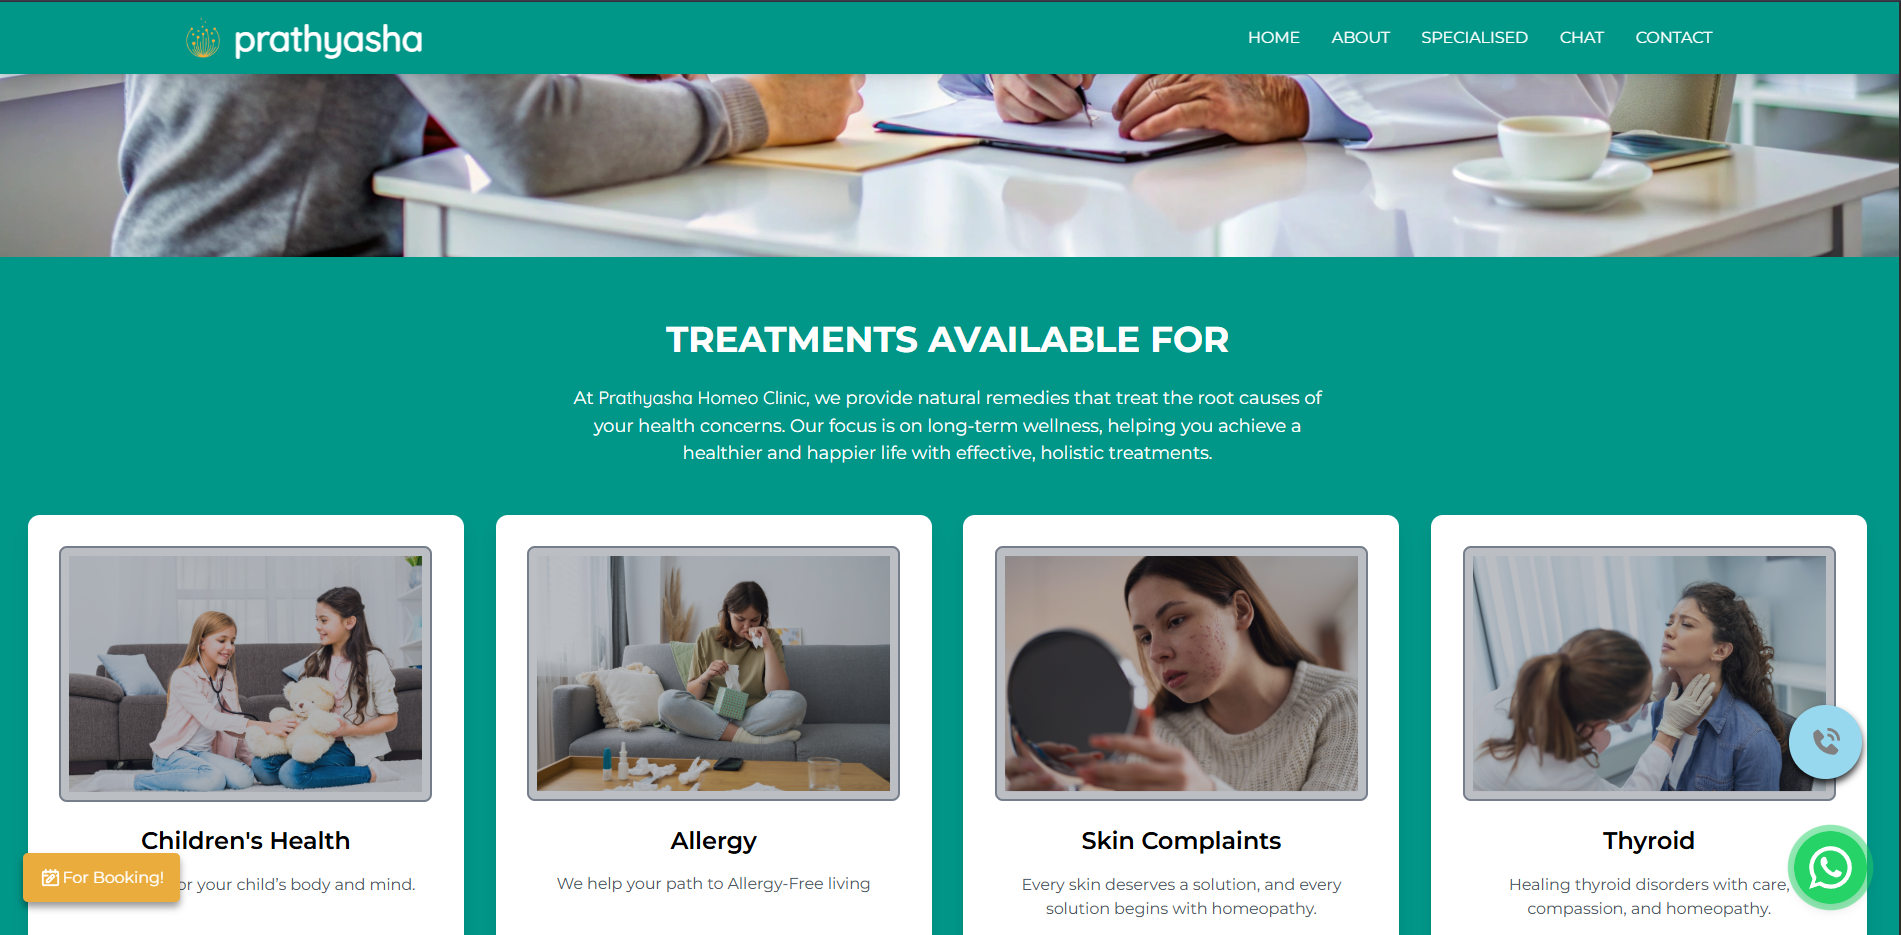 prathyasha
HOME ABOUT SPECIALISED CHAT CONTACT
TREATMENTS AVAILABLE FOR
At Prathyasha Homeo Clinic, we provide natural remedies that treat the root causes of
your health concerns. Our focus is on long-term wellness, helping you achieve a
healthier and happier life with effective, holistic treatments.
Children's Health
your child’s body and mind.
Allergy
We help your path to Allergy-Free living
Skin Complaints
Every skin deserves a solution, and every
solution begins with homeopathy.
Thyroid
Healing thyroid disorders with care,
compassion, and homeopathy.
For Booking!